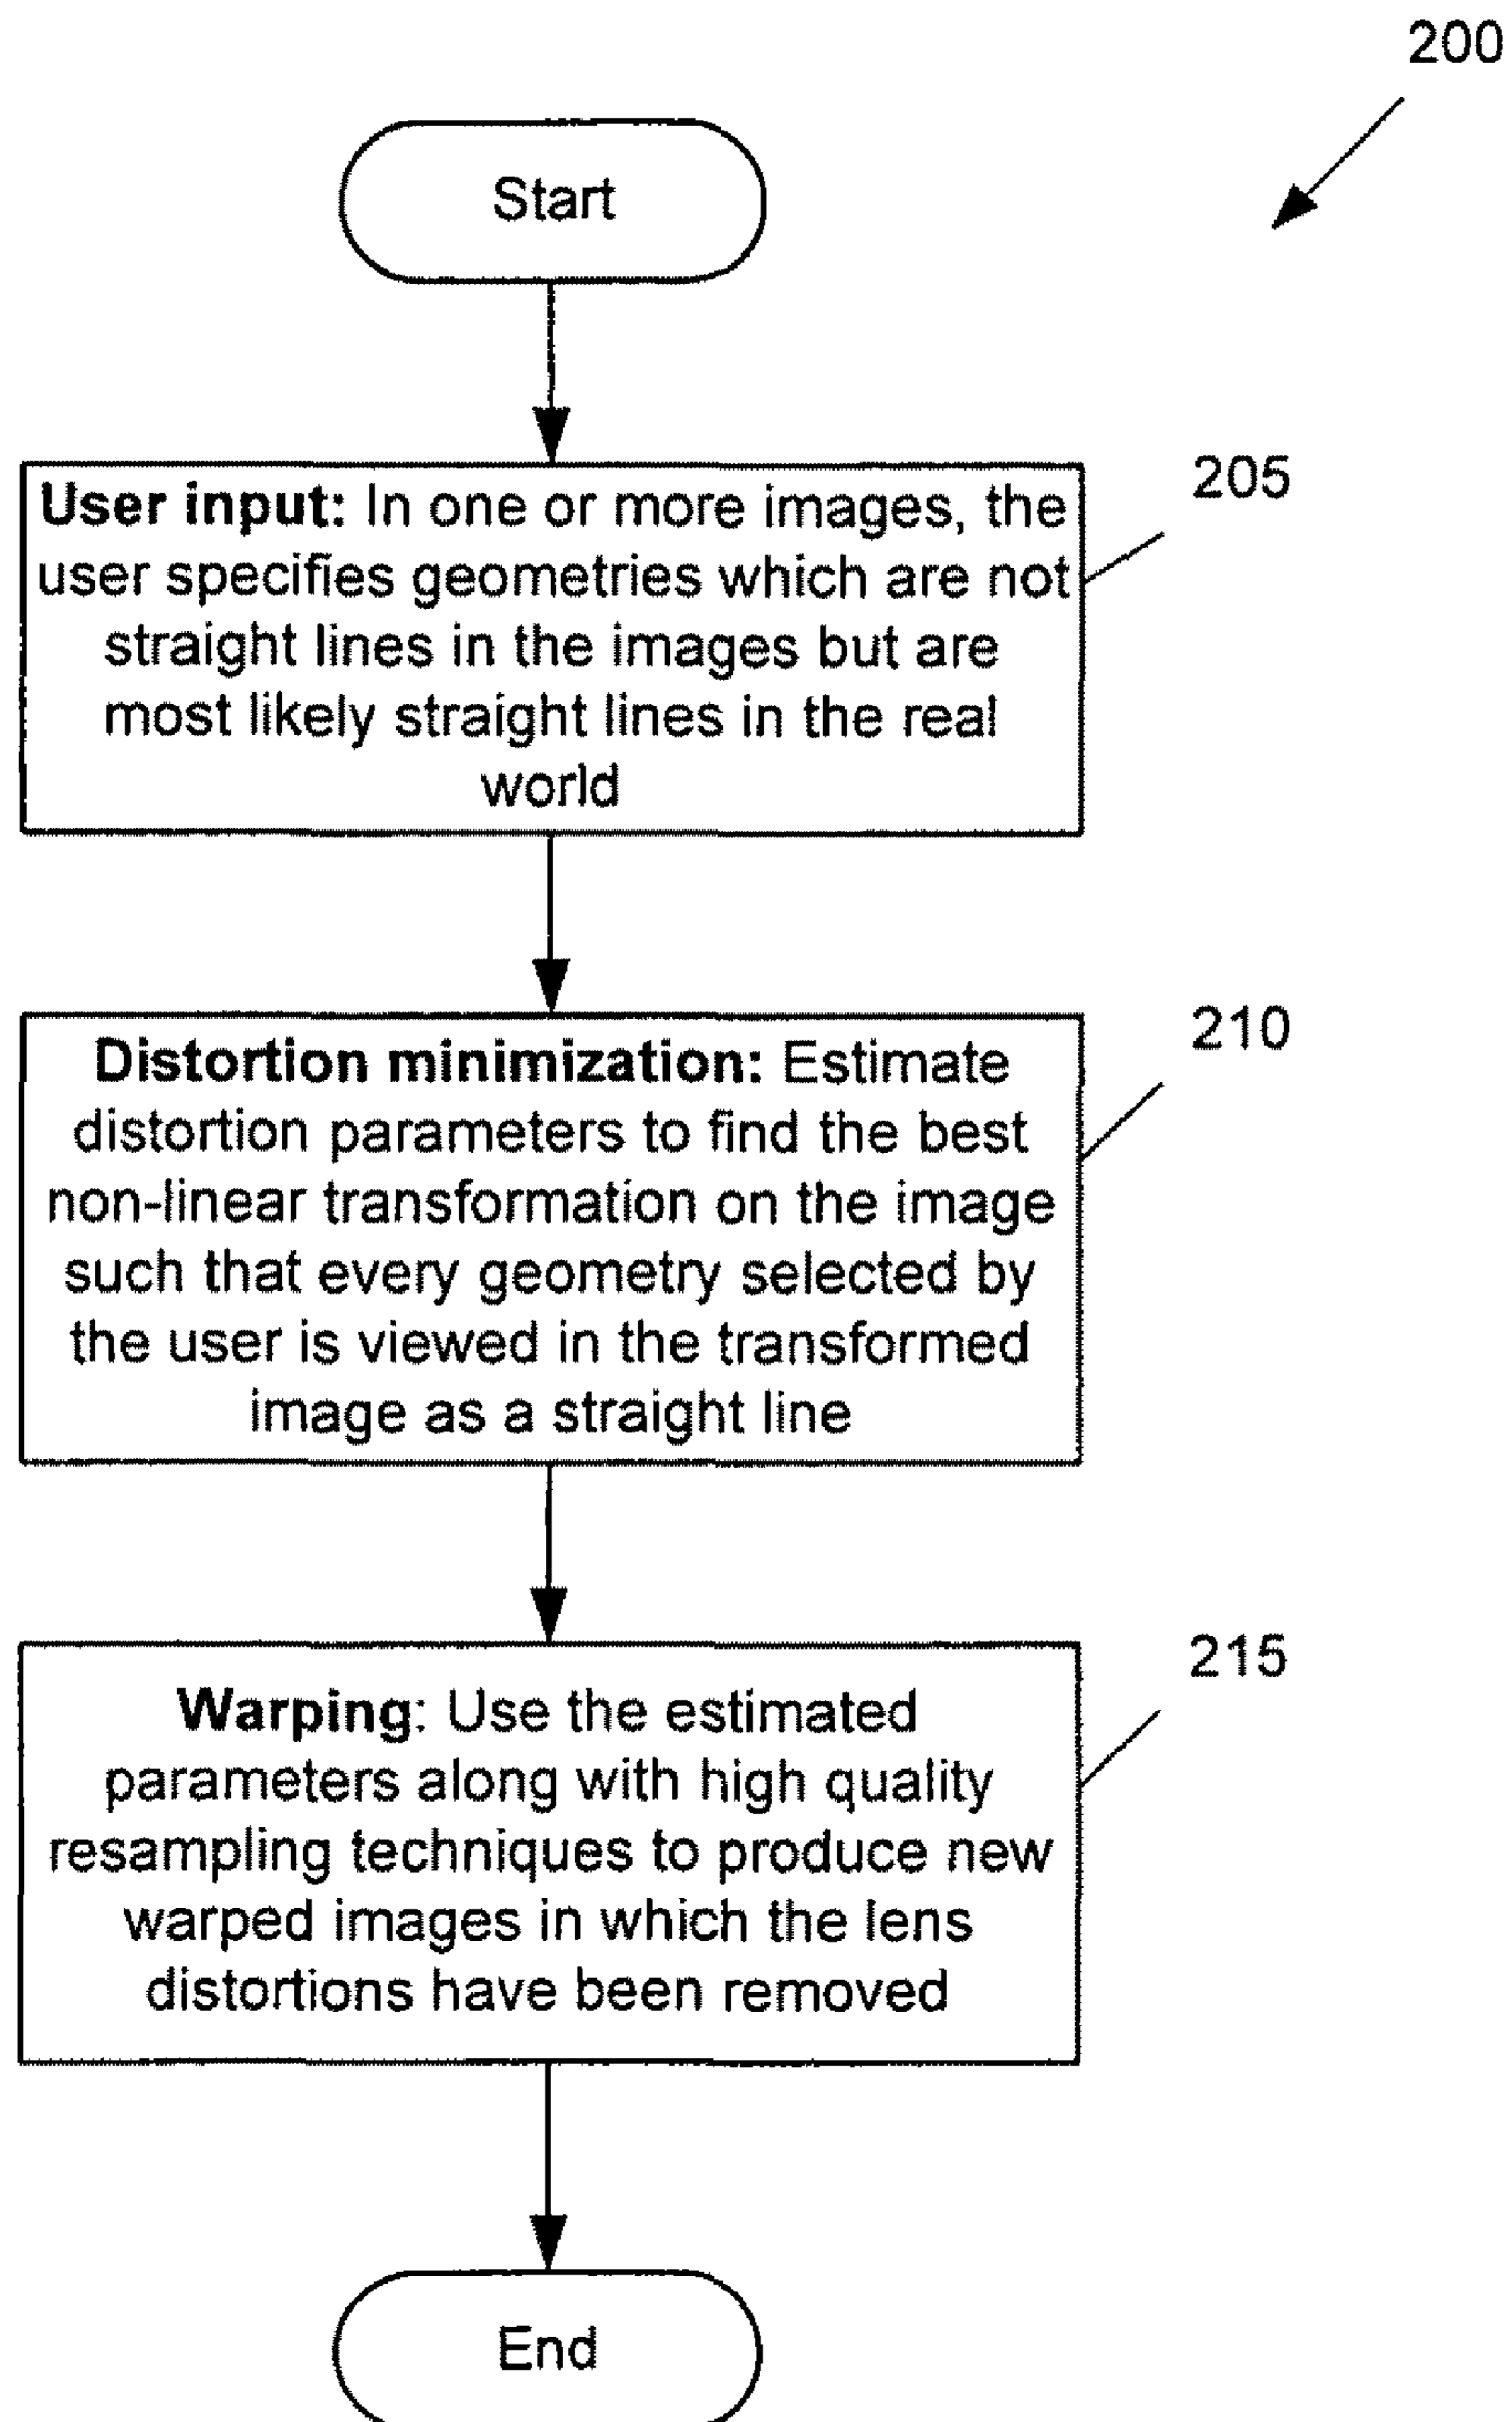 200
Start
205
User input: In one or more images, the
user specifies geometries which are not
straight lines in the images but are
most likely straight lines in the real
world
210
Distortion minimization: Estimate
distortion parameters to find the best
non-linear transformation on the image
such that every geometry selected by
the user is viewed in the transformed
image as a straight line
215
Warping: Use the estimated
parameters along with high quality
resampling techniques to produce new
warped images in which the lens
distortions have been removed
End